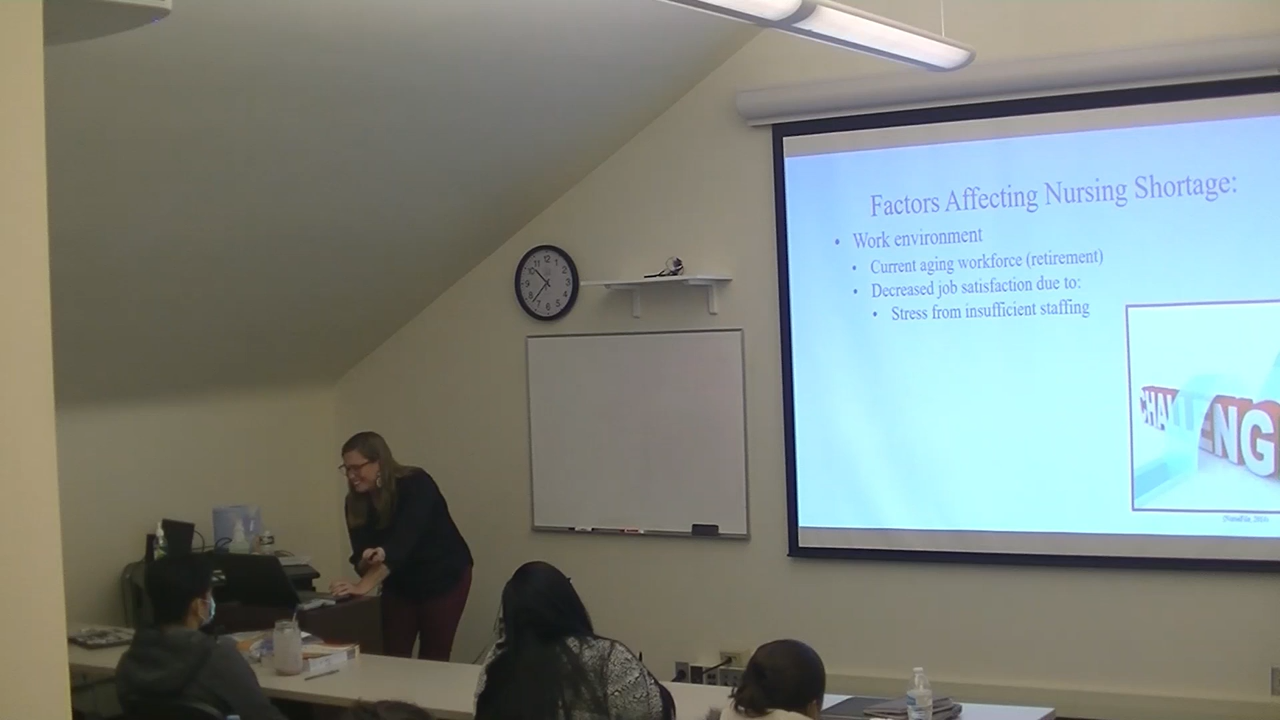 Factors Affecting Nursing Shortage:
• Work environment
• Current aging workforce (retirement)
• Decreased job satisfaction due to:
• Stress from insufficient staffing
CHALLENG